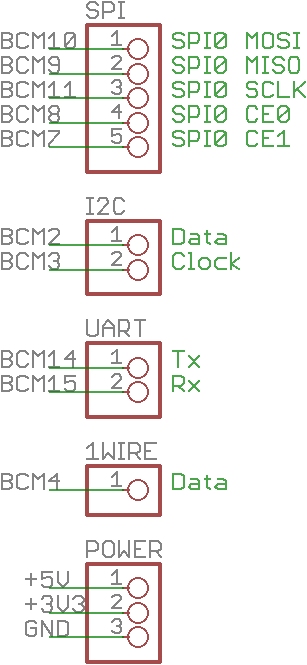 SPI
BCM10 1 SPI0 MOSI
BCM9 2 SPI0 MISO
BCM11 3 SPI0 SCLK
BCM8 4 SPI0 CE0
BCM7 5 SPI0 CE1
I2C
BCM2 1 Data
BCM3 2 Clock
UART
BCM14 1 Tx
BCM15 2 Rx
1WIRE
BCM4 1 Data
POWER
+5V 1
+3V3 2
GND 3